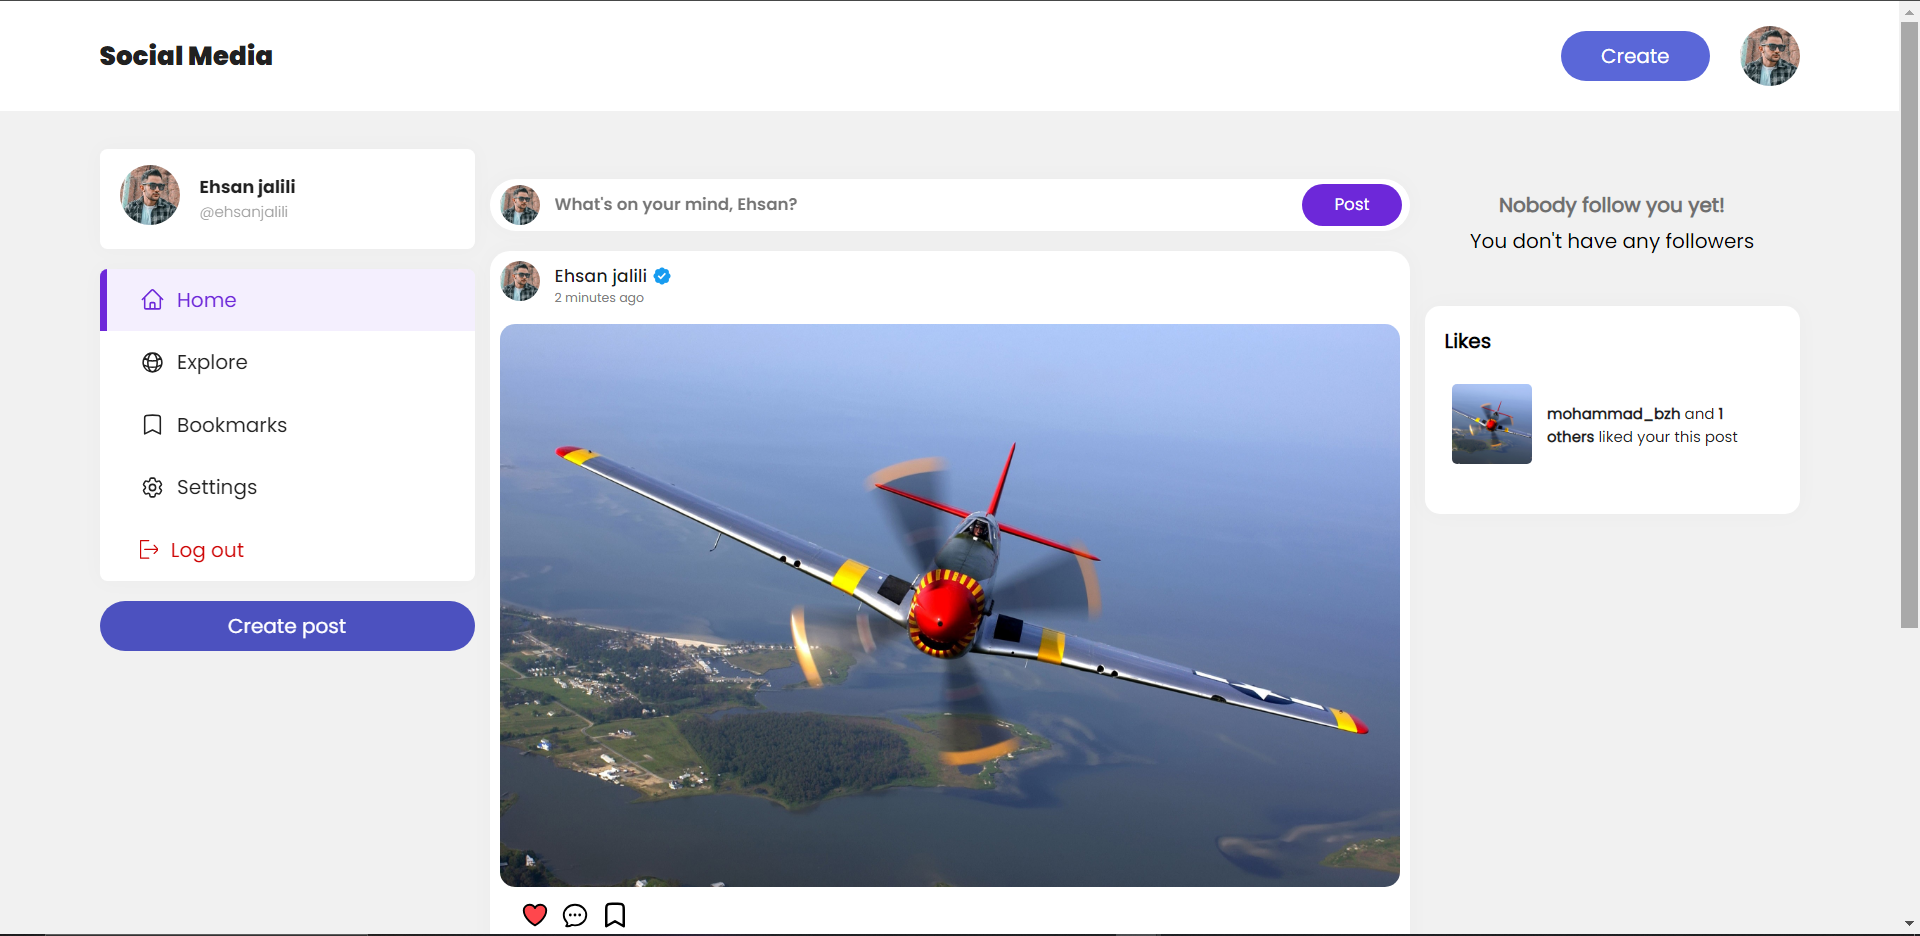 Social Media
Create
Ehsan jalili
@ehsanjalili
Home
Explore
Bookmarks
Settings
Log out
Create post
What's on your mind, Ehsan?
Post
Ehsan jalili
2 minutes ago
Nobody follow you yet!
You don't have any followers
Likes
mohammad_bzh and 1
others liked your this post